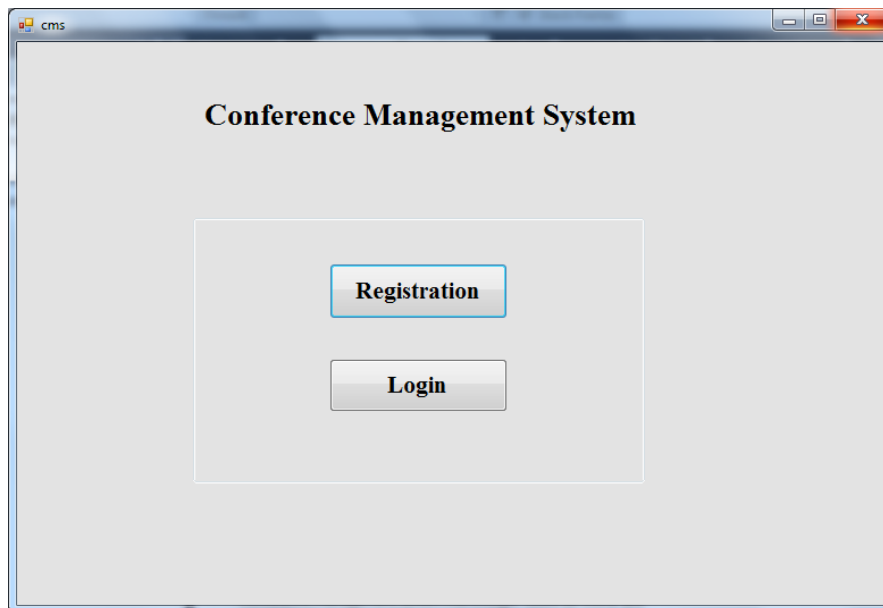 cms
Conference Management System
Registration
Login